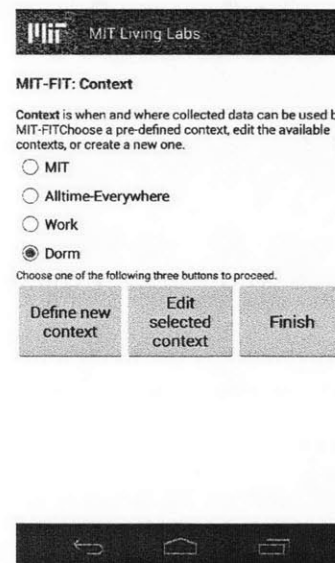 MIT MIT Living Labs
MIT-FIT: Context
Context is when and where collected data can be used b
MIT-FITChoose a pre-defined context, edit the available
contexts, or create a new one.
MIT
Alltime-Everywhere
Work
Dorm
Choose one of the following three buttons to proceed.
Define new
context
Edit
selected
context
Finish